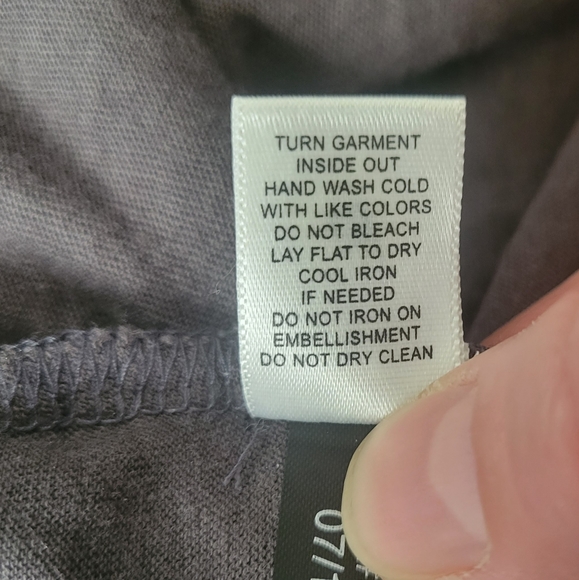 TURN GARMENT
INSIDE OUT
HAND WASH COLD
WITH LIKE COLORS
DO NOT BLEACH
LAY FLAT TO DRY
COOL IRON
IF NEEDED
DO NOT IRON ON
EMBELLISHMENT
DO NOT DRY CLEAN
07/